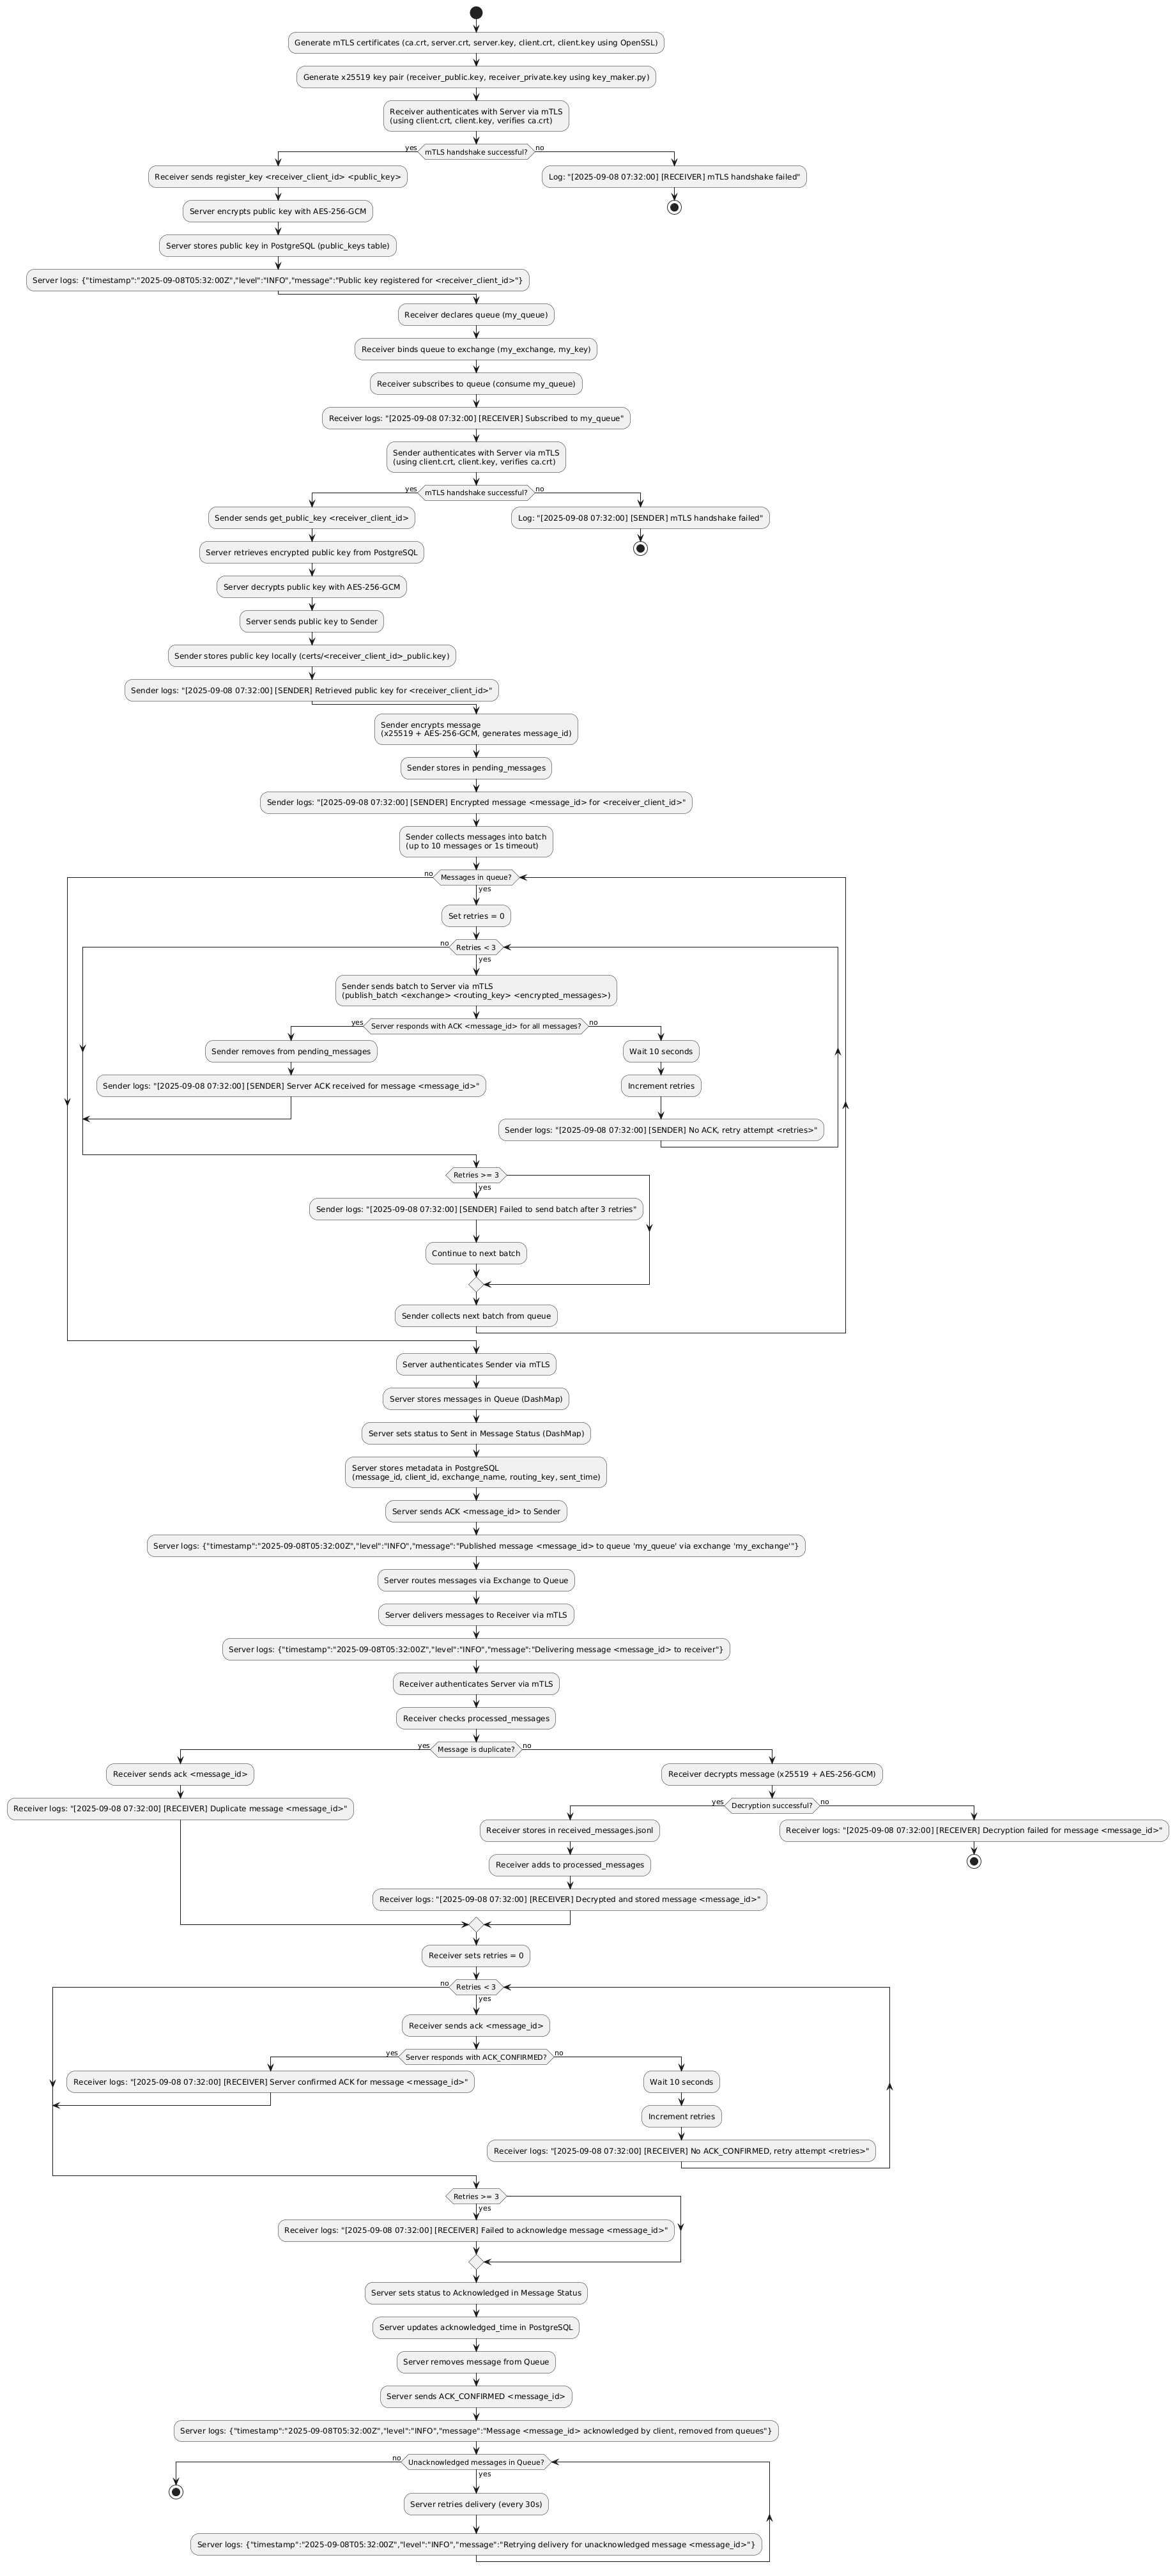 Generate mTLS certificates (ca.crt, server.crt, server.key, client.crt, client.key using OpenSSL)
Generate x25519 key pair (receiver_public.key, receiver_private.key using key_maker.py)
Receiver authenticates with Server via mTLS
(using client.crt, client.key, verifies ca.crt)
yes
mTLS handshake successful?
no
Receiver sends register_key <receiver_client_id> <public_key>
Log: "[2025-09-08 07:32:00] [RECEIVER] mTLS handshake failed"
Server encrypts public key with AES-256-GCM
Server stores public key in PostgreSQL (public_keys table)
Server logs: {"timestamp":"2025-09-08T05:32:00Z","level":"INFO","message":"Public key registered for <receiver_client_id>"}
Receiver declares queue (my_queue)
Receiver binds queue to exchange (my_exchange, my_key)
Receiver subscribes to queue (consume my_queue)
Receiver logs: "[2025-09-08 07:32:00] [RECEIVER] Subscribed to my_queue"
Sender authenticates with Server via mTLS
(using client.crt, client.key, verifies ca.crt)
yes
mTLS handshake successful?
no
Sender sends get_public_key <receiver_client_id>
Log: "[2025-09-08 07:32:00] [SENDER] mTLS handshake failed"
Server retrieves encrypted public key from PostgreSQL
Server decrypts public key with AES-256-GCM
Server sends public key to Sender
Sender stores public key locally (certs/<receiver_client_id>_public.key)
Sender logs: "[2025-09-08 07:32:00] [SENDER] Retrieved public key for <receiver_client_id>"
Sender encrypts message
(x25519 + AES-256-GCM, generates message_id)
Sender stores in pending_messages
Sender logs: "[2025-09-08 07:32:00] [SENDER] Encrypted message <message_id> for <receiver_client_id>"
Sender collects messages into batch
(up to 10 messages or 1s timeout)
no
Messages in queue?
yes
Set retries = 0
no
Retries < 3
yes
Sender sends batch to Server via mTLS
(publish_batch <exchange> <routing_key> <encrypted_messages>)
yes
Server responds with ACK <message_id> for all messages?
no
Sender removes from pending_messages
Wait 10 seconds
Sender logs: "[2025-09-08 07:32:00] [SENDER] Server ACK received for message <message_id>"
Increment retries
Sender logs: "[2025-09-08 07:32:00] [SENDER] No ACK, retry attempt <retries>"
Retries >= 3
yes
Sender logs: "[2025-09-08 07:32:00] [SENDER] Failed to send batch after 3 retries"
Continue to next batch
Sender collects next batch from queue
Server authenticates Sender via mTLS
Server stores messages in Queue (DashMap)
Server sets status to Sent in Message Status (DashMap)
Server stores metadata in PostgreSQL
(message_id, client_id, exchange_name, routing_key, sent_time)
Server sends ACK <message_id> to Sender
Server logs: {"timestamp":"2025-09-08T05:32:00Z","level":"INFO","message":"Published message <message_id> to queue 'my_queue' via exchange 'my_exchange'"}
Server routes messages via Exchange to Queue
Server delivers messages to Receiver via mTLS
Server logs: {"timestamp":"2025-09-08T05:32:00Z","level":"INFO","message":"Delivering message <message_id> to receiver"}
Receiver authenticates Server via mTLS
Receiver checks processed_messages
yes
Message is duplicate?
no
Receiver sends ack <message_id>
Receiver decrypts message (x25519 + AES-256-GCM)
Receiver logs: "[2025-09-08 07:32:00] [RECEIVER] Duplicate message <message_id>"
yes
Decryption successful?
no
Receiver stores in received_messages.jsonl
Receiver logs: "[2025-09-08 07:32:00] [RECEIVER] Decryption failed for message <message_id>"
Receiver adds to processed_messages
Receiver logs: "[2025-09-08 07:32:00] [RECEIVER] Decrypted and stored message <message_id>"
Receiver sets retries = 0
no
Retries < 3
yes
Receiver sends ack <message_id>
yes
Server responds with ACK_CONFIRMED?
no
Receiver logs: "[2025-09-08 07:32:00] [RECEIVER] Server confirmed ACK for message <message_id>"
Wait 10 seconds
Increment retries
Receiver logs: "[2025-09-08 07:32:00] [RECEIVER] No ACK_CONFIRMED, retry attempt <retries>"
Retries >= 3
yes
Receiver logs: "[2025-09-08 07:32:00] [RECEIVER] Failed to acknowledge message <message_id>"
Server sets status to Acknowledged in Message Status
Server updates acknowledged_time in PostgreSQL
Server removes message from Queue
Server sends ACK_CONFIRMED <message_id>
Server logs: {"timestamp":"2025-09-08T05:32:00Z","level":"INFO","message":"Message <message_id> acknowledged by client, removed from queues"}
no
Unacknowledged messages in Queue?
yes
Server retries delivery (every 30s)
Server logs: {"timestamp":"2025-09-08T05:32:00Z","level":"INFO","message":"Retrying delivery for unacknowledged message <message_id>"}